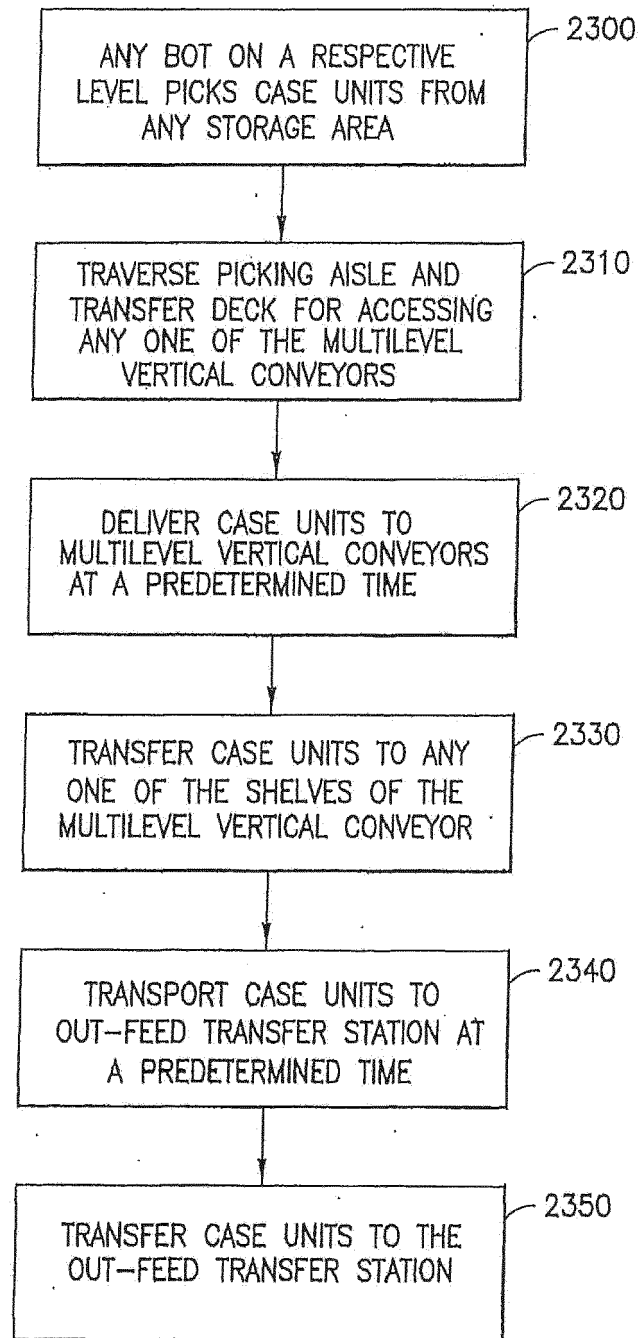 ANY BOT ON A RESPECTIVE
LEVEL PICKS CASE UNITS FROM
ANY STORAGE AREA
2300
TRAVERSE PICKING AISLE AND
TRANSFER DECK FOR ACCESSING
ANY ONE OF THE MULTILEVEL
VERTICAL CONVEYORS
2310
DELIVER CASE UNITS TO
MULTILEVEL VERTICAL CONVEYORS
AT A PREDETERMINED TIME
2320
TRANSFER CASE UNITS TO ANY
ONE OF THE SHELVES OF THE
MULTILEVEL VERTICAL CONVEYOR
2330
TRANSPORT CASE UNITS TO
OUT-FEED TRANSFER STATION AT
A PREDETERMINED TIME
2340
TRANSFER CASE UNITS TO THE
OUT-FEED TRANSFER STATION
2350